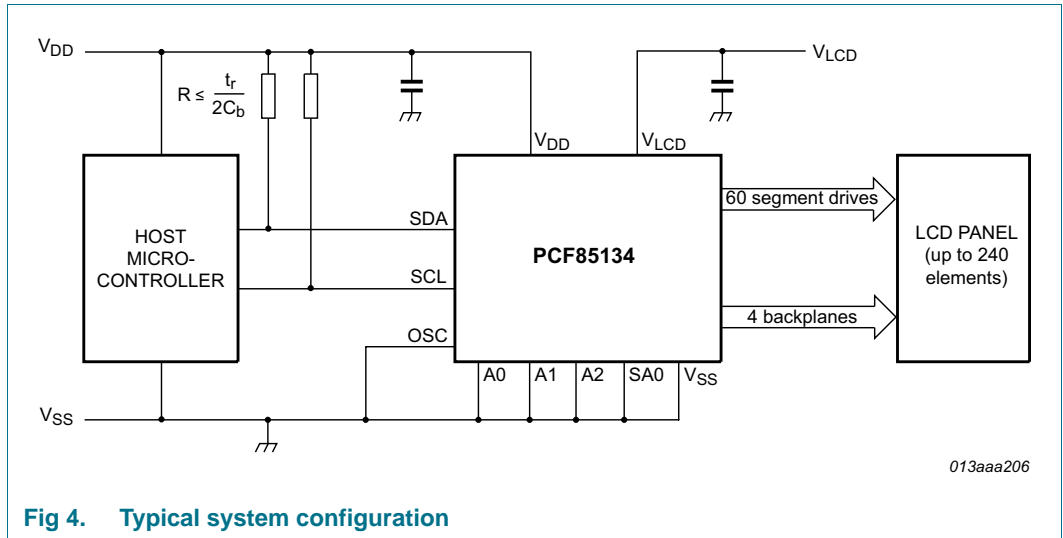 VDD
VLCD
R ≤ tr
2Cb
VDD
VLCD
HOST
MICRO-
CONTROLLER
SDA
SCL
OSC
PCF85134
A0 A1 A2 SA0 VSS
60 segment drives
4 backplanes
LCD PANEL
(up to 240
elements)
VSS
013aaa206
Fig 4. Typical system configuration